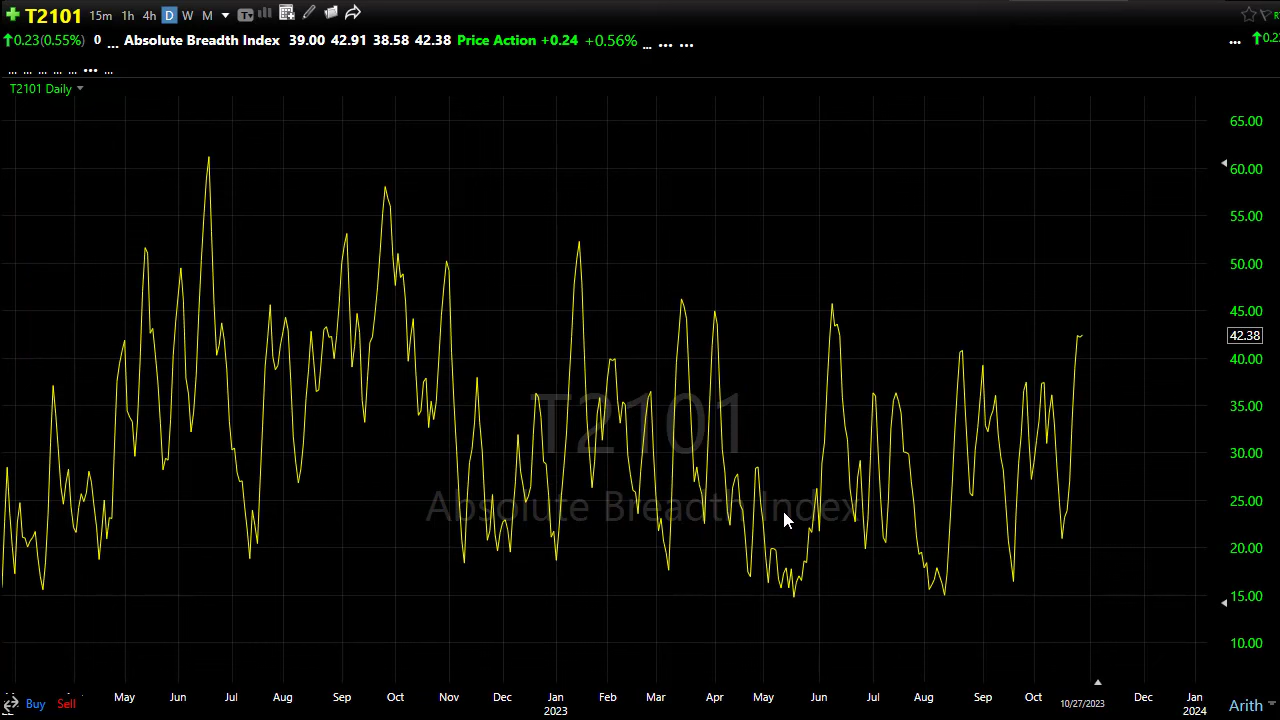 T2101 15m 1h 4h D W M
0.23(0.55%) 0 ... Absolute Breadth Index 39.00 42.91 38.58 42.38 Price Action +0.24 +0.56% ... ... ... ... 0.2
... ... ... ... ... ... ...
T2101 Daily
65.00
60.00
55.00
50.00
45.00
42.38
40.00
35.00
30.00
25.00
20.00
15.00
10.00
T2101
Absolute Breadth Index
May Jun Jul Aug Sep Oct Nov Dec Jan Feb Mar Apr May Jun Jul Aug Sep Oct 10/27/2023 Dec Jan
2023 2024
Buy Sell Arith